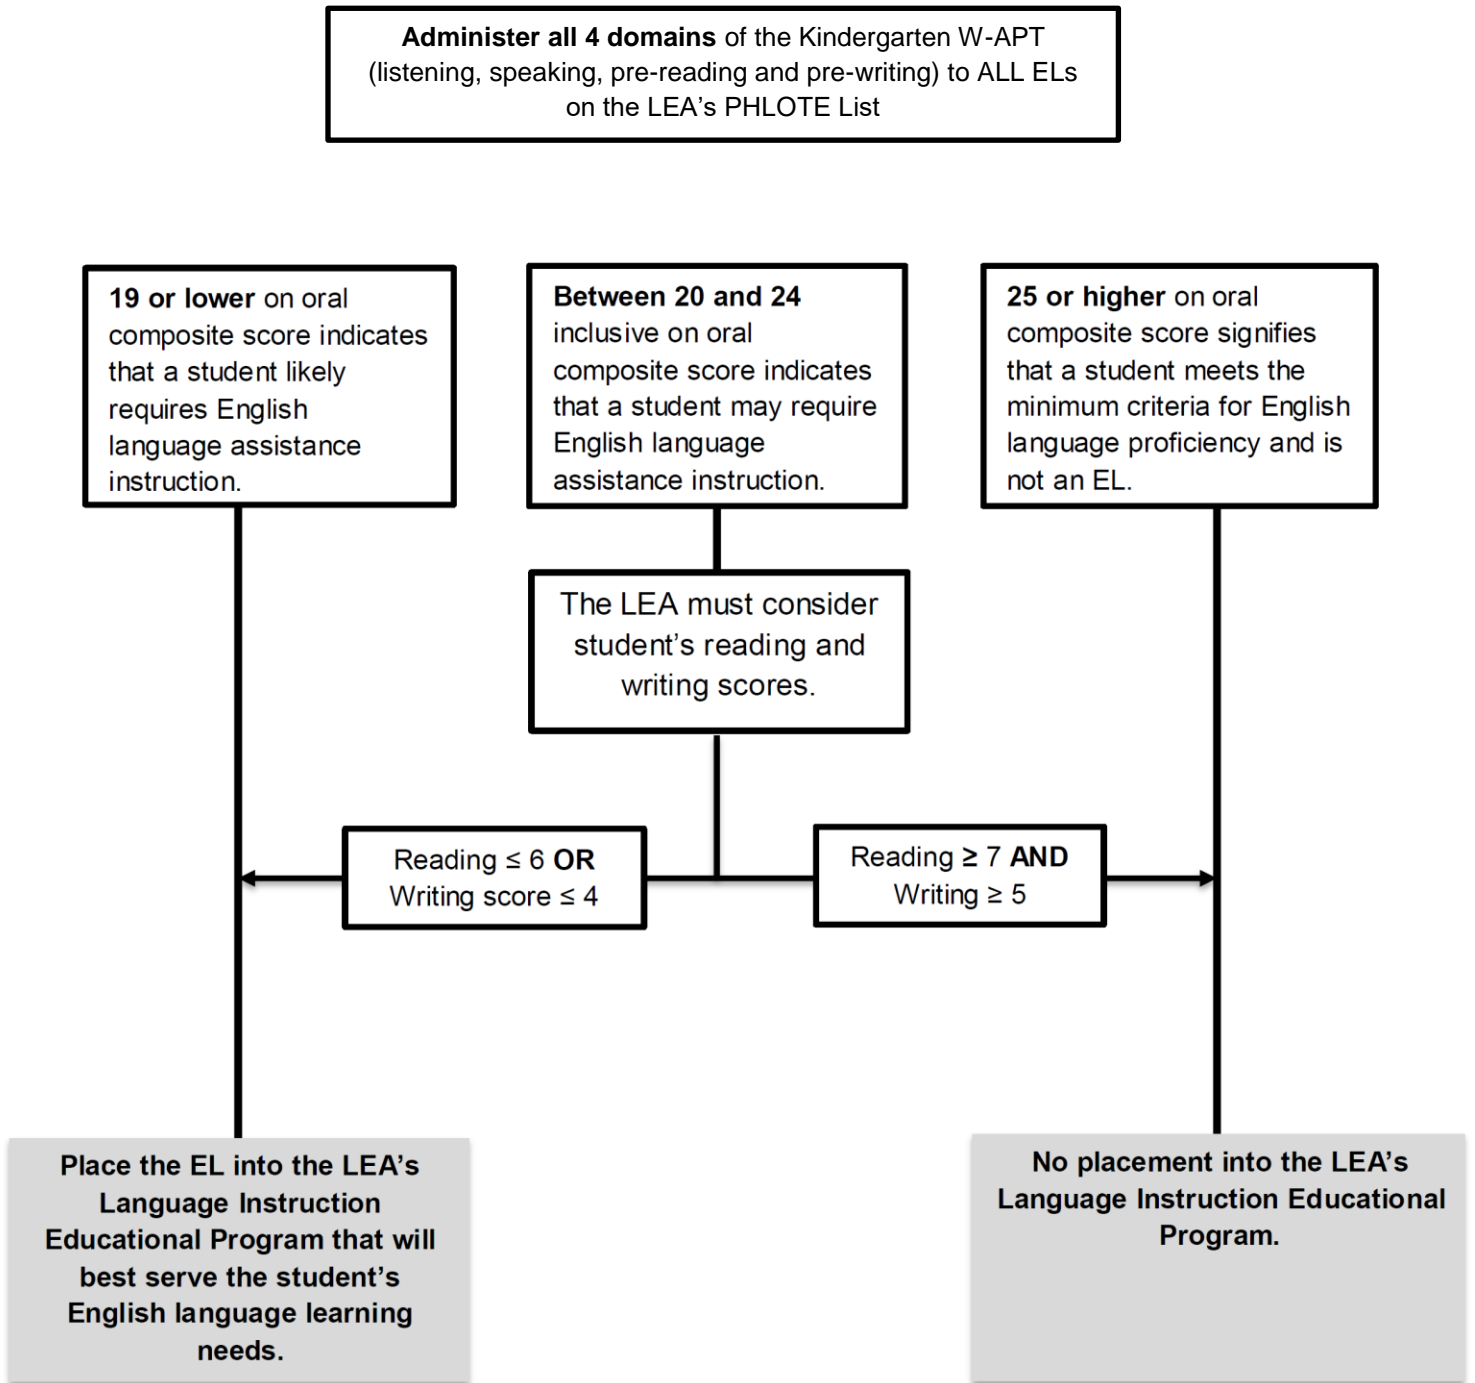 Administer all 4 domains of the Kindergarten W-APT
(listening, speaking, pre-reading and pre-writing) to ALL ELs
on the LEA’s PHLOTE List
19 or lower on oral
composite score indicates
that a student likely
requires English
language assistance
instruction.
Between 20 and 24
inclusive on oral
composite score indicates
that a student may require
English language
assistance instruction.
25 or higher on oral
composite score signifies
that a student meets the
minimum criteria for English
language proficiency and is
not an EL.
The LEA must consider
student’s reading and
writing scores.
Reading ≤ 6 OR
Writing score ≤ 4
Reading ≥ 7 AND
Writing ≥ 5
Place the EL into the LEA’s
Language Instruction
Educational Program that will
best serve the student’s
English language learning
needs.
No placement into the LEA’s
Language Instruction Educational
Program.